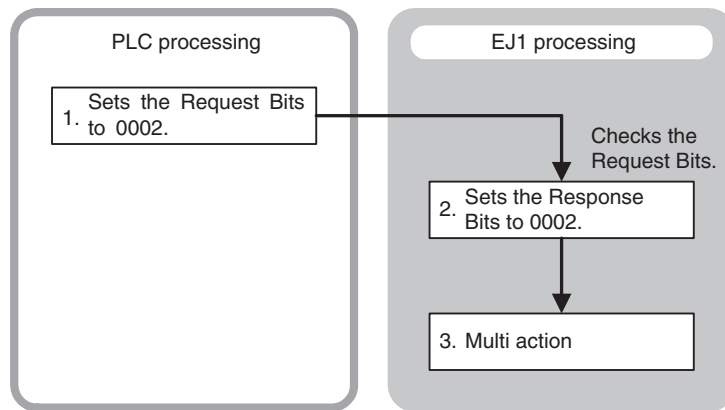 PLC processing
1. Sets the Request Bits
to 0002.
EJ1 processing
Checks the
Request Bits.
2. Sets the Response
Bits to 0002.
3. Multi action